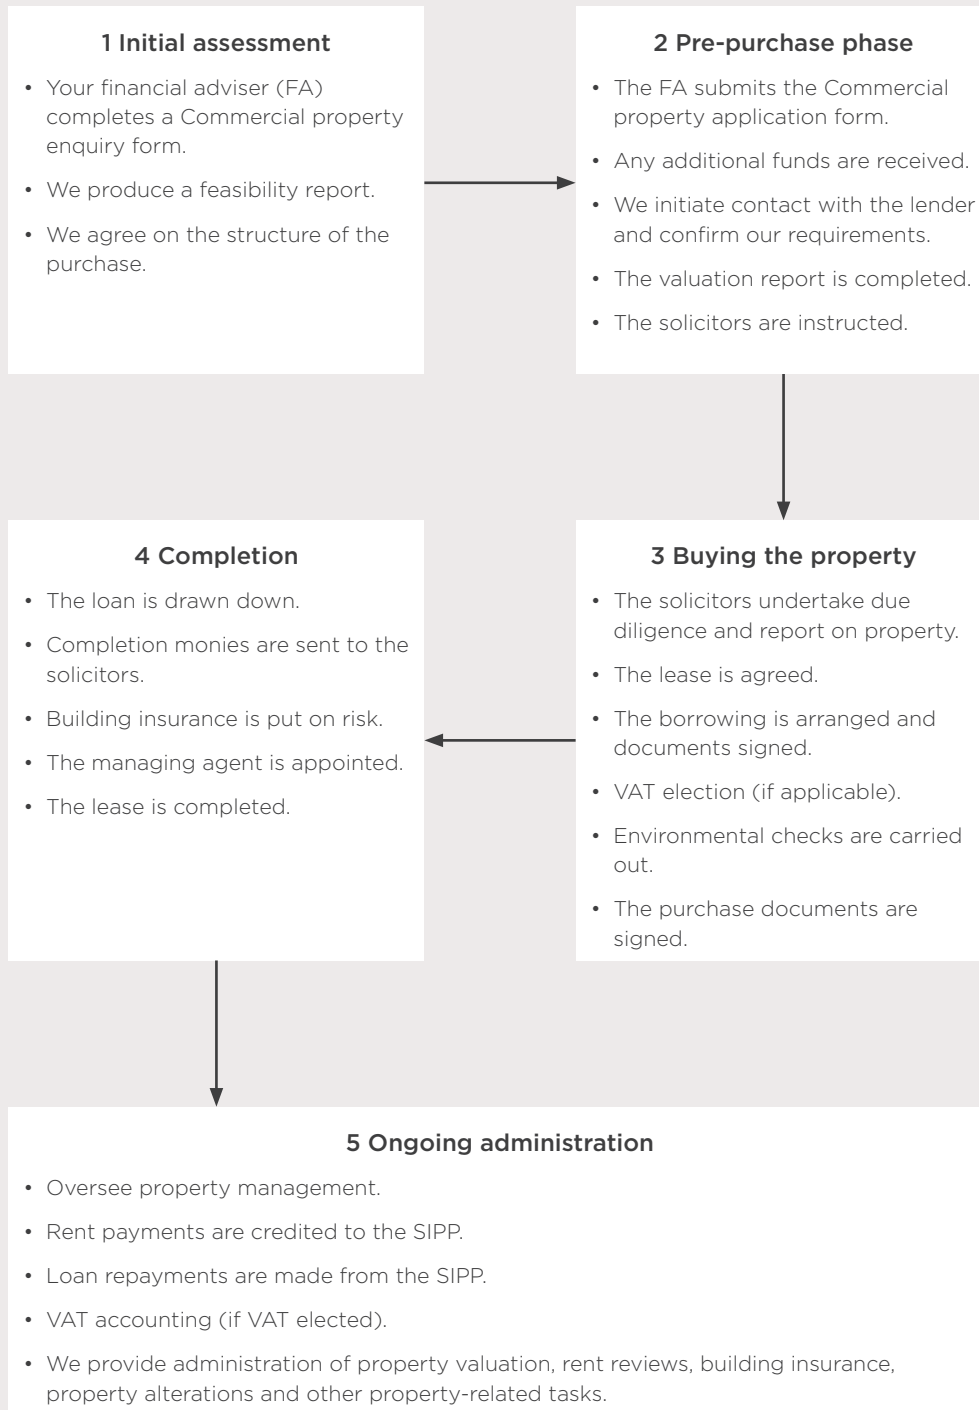 1 Initial assessment
• Your financial adviser (FA)
completes a Commercial property
enquiry form.
• We produce a feasibility report.
• We agree on the structure of the
purchase.
2 Pre-purchase phase
• The FA submits the Commercial
property application form.
• Any additional funds are received.
• We initiate contact with the lender
and confirm our requirements.
• The valuation report is completed.
• The solicitors are instructed.
3 Buying the property
• The solicitors undertake due
diligence and report on property.
• The lease is agreed.
• The borrowing is arranged and
documents signed.
• VAT election (if applicable).
• Environmental checks are carried
out.
• The purchase documents are
signed.
4 Completion
• The loan is drawn down.
• Completion monies are sent to the
solicitors.
• Building insurance is put on risk.
• The managing agent is appointed.
• The lease is completed.
5 Ongoing administration
• Oversee property management.
• Rent payments are credited to the SIPP.
• Loan repayments are made from the SIPP.
• VAT accounting (if VAT elected).
• We provide administration of property valuation, rent reviews, building insurance,
property alterations and other property-related tasks.